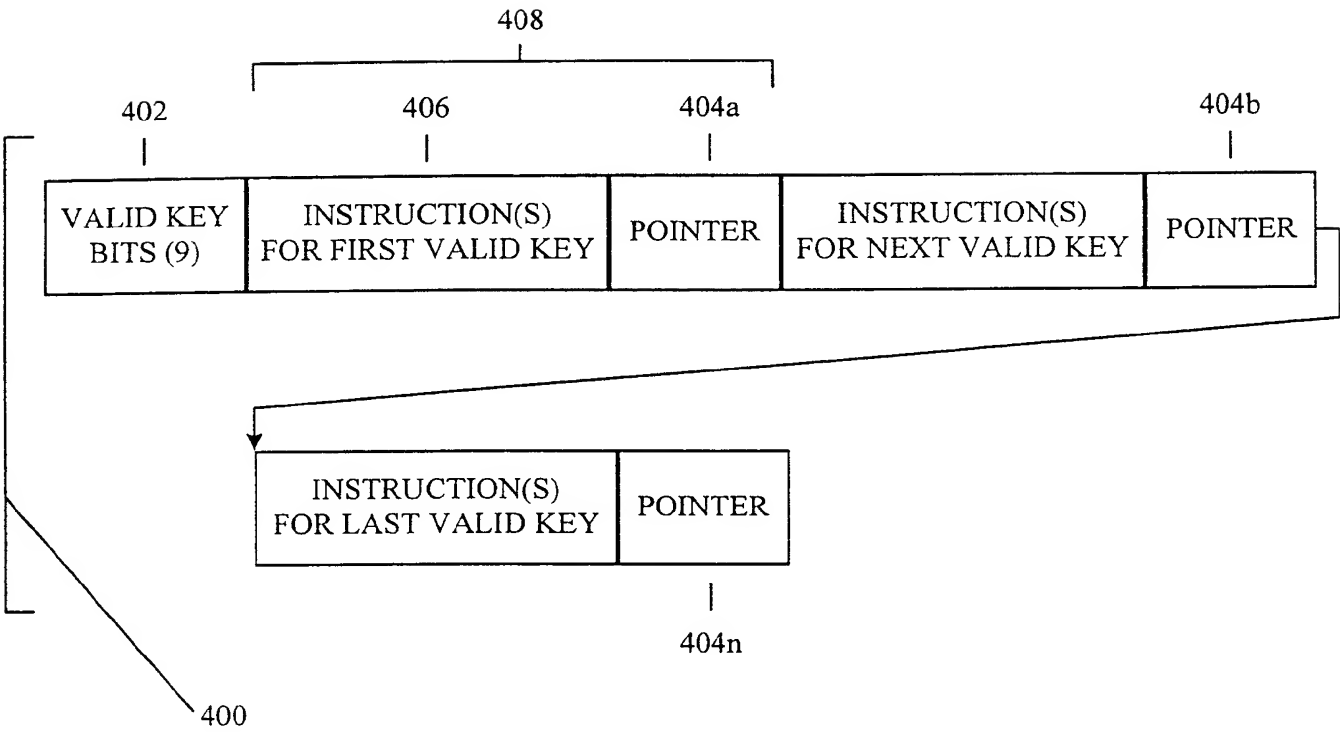 408
402
406
404a
404b
VALID KEY
BITS (9)
INSTRUCTION(S)
FOR FIRST VALID KEY
POINTER
INSTRUCTION(S)
FOR NEXT VALID KEY
POINTER
INSTRUCTION(S)
FOR LAST VALID KEY
POINTER
404n
400